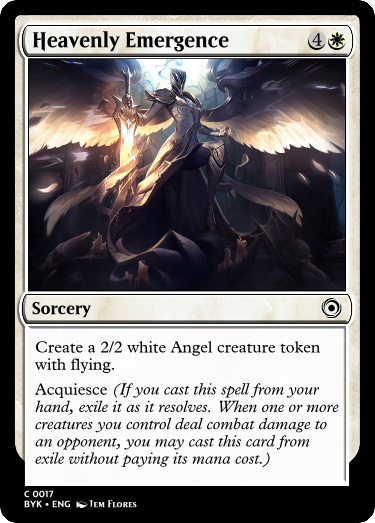 Heavenly Emergence 4
Sorcery
Create a 2/2 white Angel creature token
with flying.
Acquiesce (If you cast this spell from your
hand, exile it as it resolves. When one or more
creatures you control deal combat damage to
an opponent, you may cast this card from
exile without paying its mana cost.)
C 0017
BYK • ENG Jem Flores